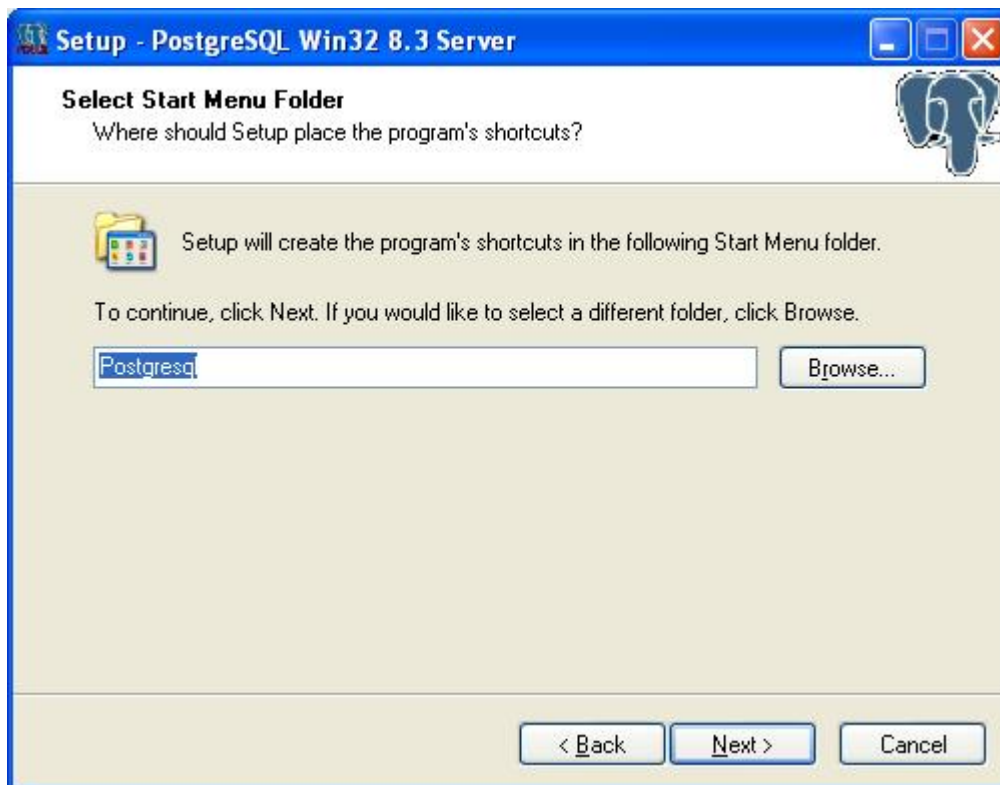 Setup - PostgreSQL Win32 8.3 Server
Select Start Menu Folder
Where should Setup place the program's shortcuts?
Setup will create the program's shortcuts in the following Start Menu folder.
To continue, click Next. If you would like to select a different folder, click Browse.
Postgresql
Browse...
< Back Next > Cancel